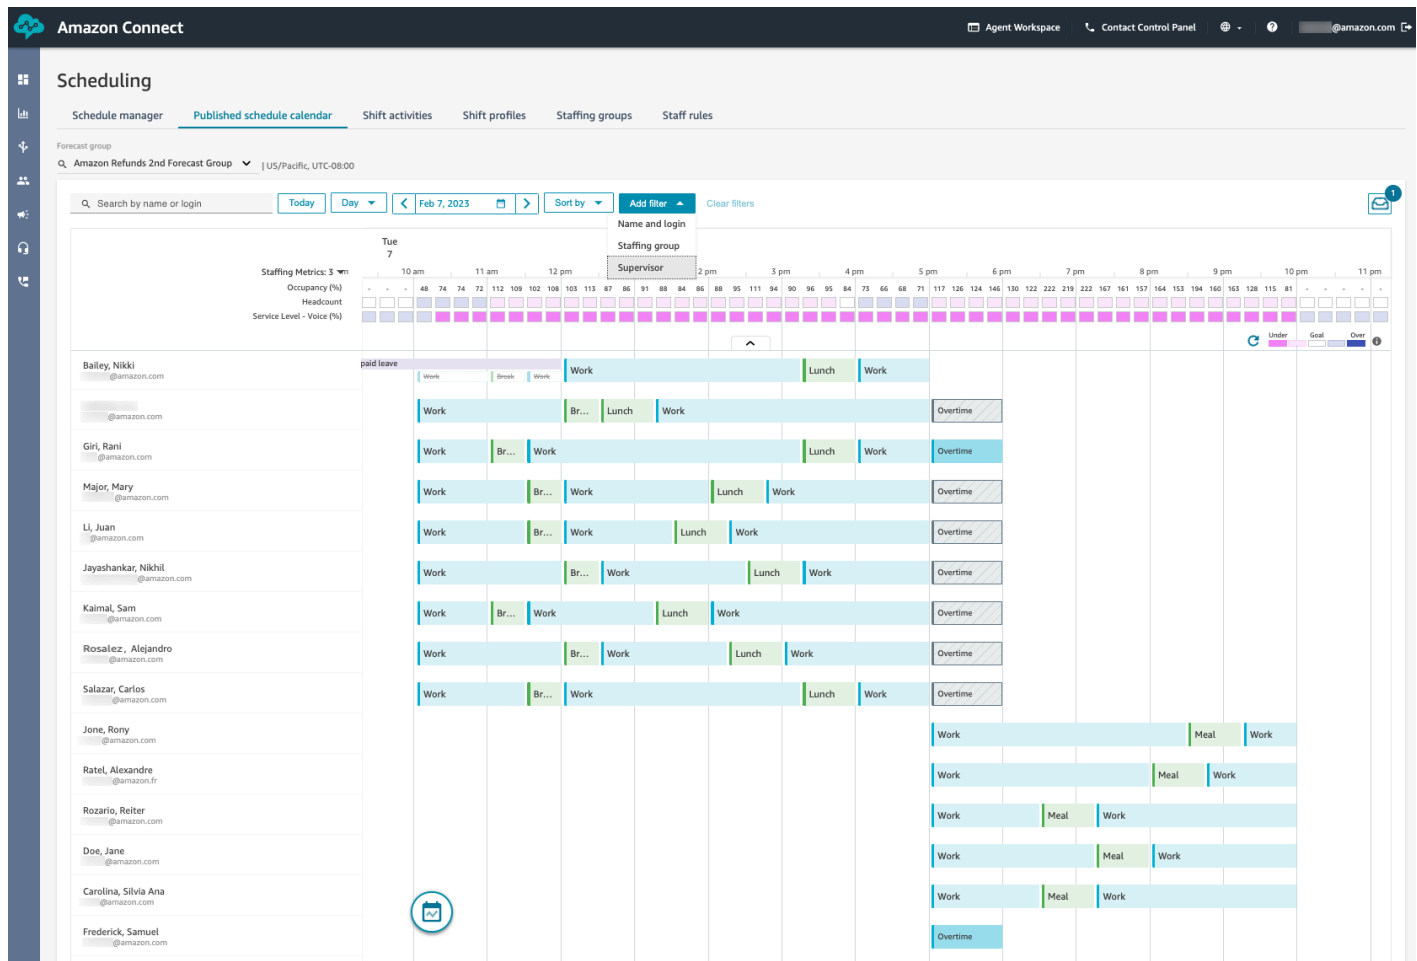 Amazon Connect
Agent Workspace
Contact Control Panel
@amazon.com
Scheduling
Schedule manager
Published schedule calendar
Shift activities
Shift profiles
Staffing groups
Staff rules
Forecast group
Amazon Refunds 2nd Forecast Group
| US/Pacific, UTC-08:00
Search by name or login
Today
Day
Feb 7, 2023
Sort by
Add filter
Clear filters
1
Name and login
Staffing group
Supervisor
Tue
7
Staffing Metrics: 3
10 am 11 am 12 pm 2 pm 3 pm 4 pm 5 pm 6 pm 7 pm 8 pm 9 pm 10 pm 11 pm
Occupancy (%) - - - 48 74 74 72 112 109 102 108 103 113 87 86 91 88 84 86 88 95 111 94 90 96 95 84 73 66 68 71 117 126 124 146 130 122 222 219 222 167 161 157 164 153 194 160 163 128 115 81 - - - - -
Headcount
Service Level - Voice (%)
Under Goal Over
Bailey, Nikki
@amazon.com
paid leave
Work Break Work
Work Lunch Work
@amazon.com
Work Br... Lunch Work Overtime
Giri, Rani
@amazon.com
Work Br... Work Lunch Work Overtime
Major, Mary
@amazon.com
Work Br... Work Lunch Work Overtime
Li, Juan
@amazon.com
Work Br... Work Lunch Work Overtime
Jayashankar, Nikhil
@amazon.com
Work Br... Work Lunch Work Overtime
Kaimal, Sam
@amazon.com
Work Br... Work Lunch Work Overtime
Rosalez, Alejandro
@amazon.com
Work Br... Work Lunch Work Overtime
Salazar, Carlos
@amazon.com
Work Br... Work Lunch Work Overtime
Jone, Rony
@amazon.com
Work Meal Work
Ratel, Alexandre
@amazon.fr
Work Meal Work
Rozario, Reiter
@amazon.com
Work Meal Work
Doe, Jane
@amazon.com
Work Meal Work
Carolina, Silvia Ana
@amazon.com
Work Meal Work
Frederick, Samuel
@amazon.com
Overtime